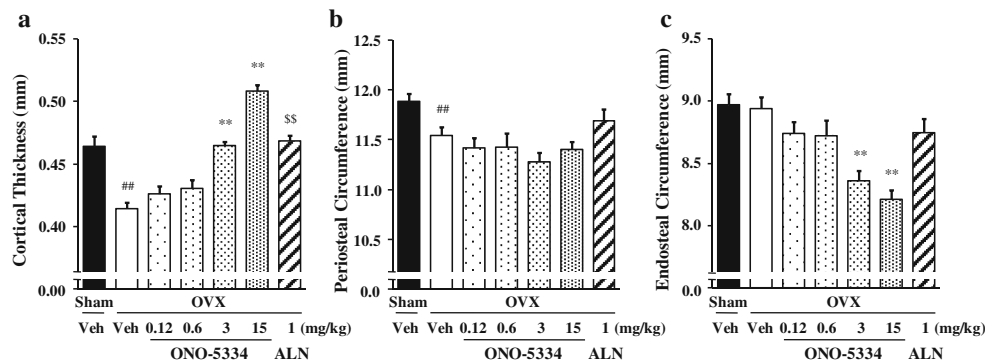 a
Cortical Thickness (mm)
0.55
0.50
0.45
0.40
0.00
##
**
**
$$
Sham
OVX
Veh Veh 0.12 0.6 3 15 1 (mg/kg)
ONO-5334 ALN
b
Periosteal Circumference (mm)
12.5
12.0
11.5
11.0
10.5
0.0
##
Sham
OVX
Veh Veh 0.12 0.6 3 15 1 (mg/kg)
ONO-5334 ALN
c
Endosteal Circumference (mm)
9.5
9.0
8.5
8.0
0.0
**
**
Sham
OVX
Veh Veh 0.12 0.6 3 15 1 (mg/kg)
ONO-5334 ALN